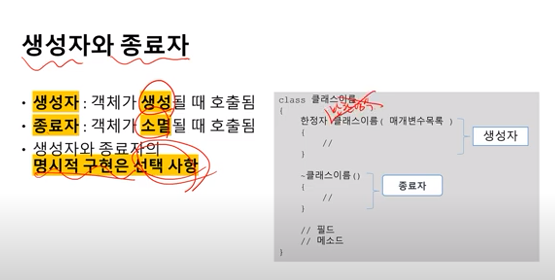 생성자와 종료자
• 생성자 : 객체가 생성될 때 호출됨
• 종료자 : 객체가 소멸될 때 호출됨
• 생성자와 종료자의
명시적 구현은 선택 사항
class 클래스이름
{
한정자 클래스이름( 매개변수목록 )
{
//
}
생성자
~클래스이름()
{
//
}
종료자
// 필드
// 메소드
}